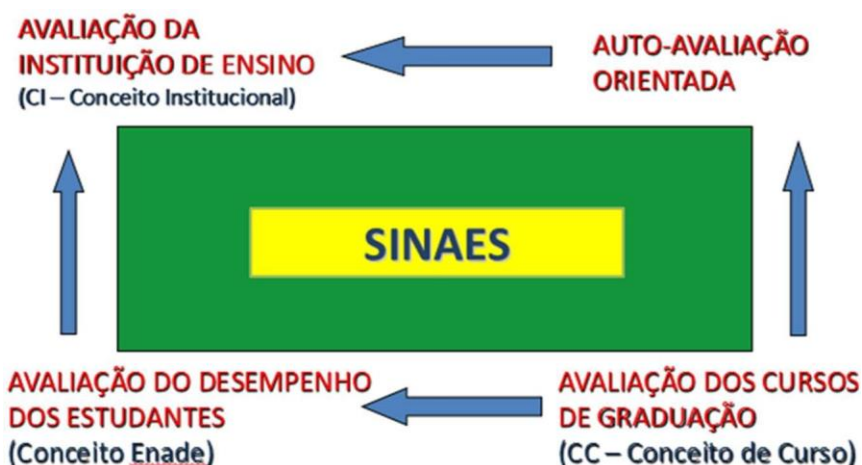 AVALIAÇÃO DA
INSTITUIÇÃO DE ENSINO
(CI – Conceito Institucional)
AUTO-AVALIAÇÃO
ORIENTADA
SINAES
AVALIAÇÃO DO DESEMPENHO
DOS ESTUDANTES
(Conceito Enade)
AVALIAÇÃO DOS CURSOS
DE GRADUAÇÃO
(CC – Conceito de Curso)